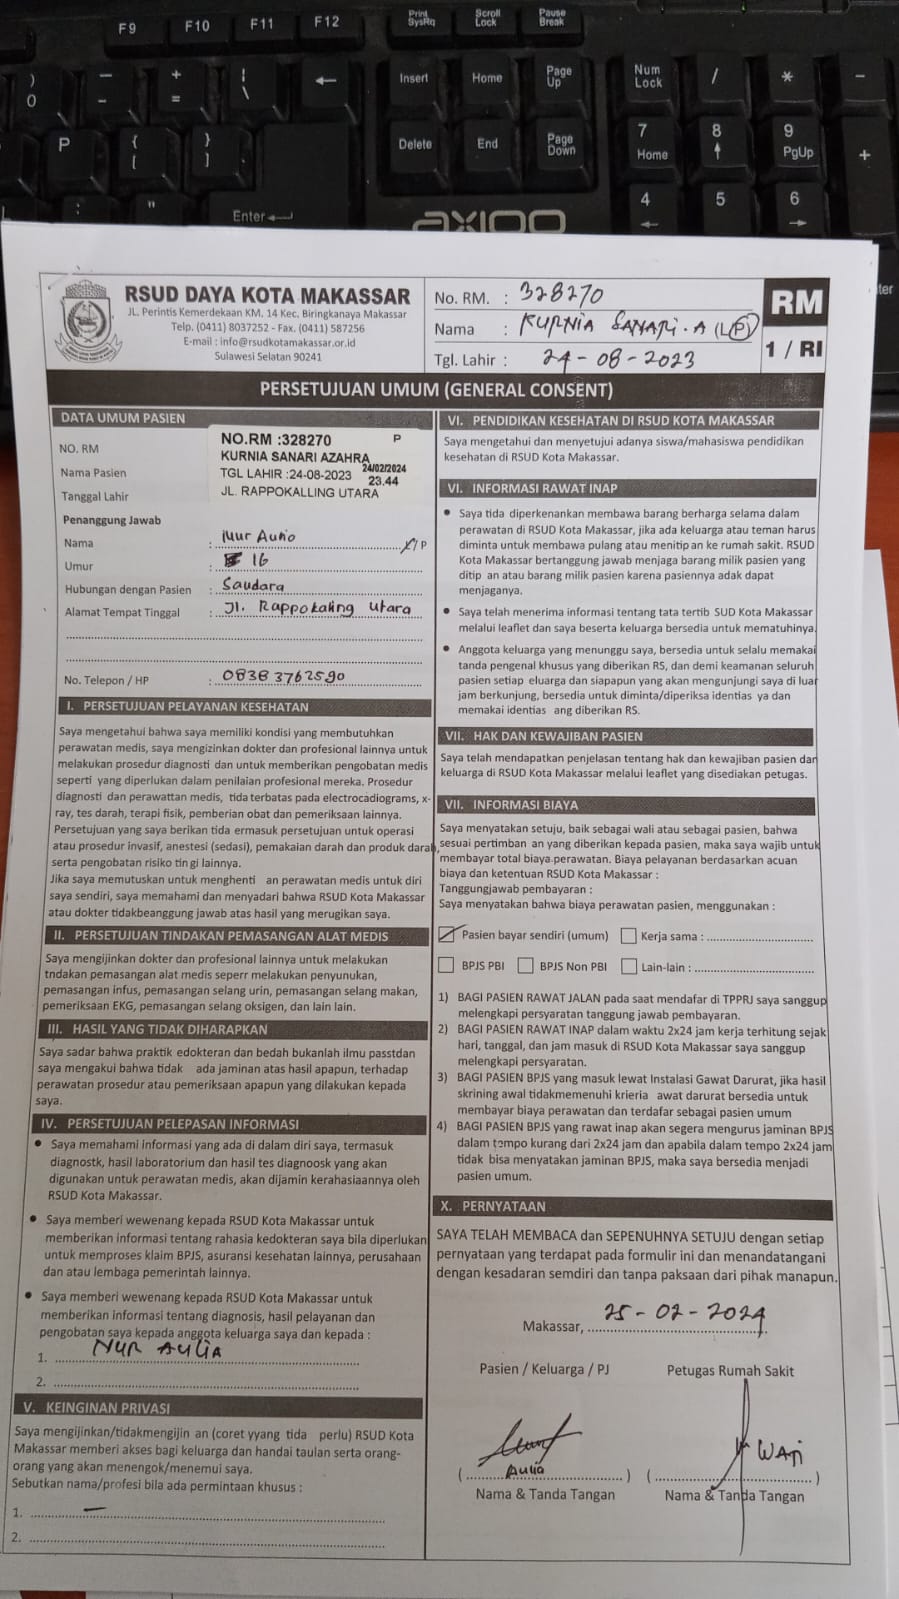 F9 F10 F11 F12 Print SysRq Scroll Lock Pause Break
) 0 _ - + = ¦ \ ← Insert Home Page Up Num Lock / * -
P { [ } ] Delete End Page Down 7 Home 8 ↑ 9 PgUp +
: " Enter AXIOO 4 ← 5 6 →
RSUD DAYA KOTA MAKASSAR
JL. Perintis Kemerdekaan KM. 14 Kec. Biringkanaya Makassar
Telp. (0411) 8037252 - Fax. (0411) 587256
E-mail : info@rsudkotamakassar.or.id
Sulawesi Selatan 90241
No. RM. : 328270
Nama : KURNIA SANARI . A (L/P)
Tgl. Lahir : 24 - 08 - 2023
RM
1 / RI
PERSETUJUAN UMUM (GENERAL CONSENT)
DATA UMUM PASIEN
NO. RM
Nama Pasien
Tanggal Lahir
NO.RM :328270 P
KURNIA SANARI AZAHRA
TGL LAHIR :24-08-2023 24/02/2024
23.44
JL. RAPPOKALLING UTARA
Penanggung Jawab
Nama : Nur Aulia L/P
Umur : 16
Hubungan dengan Pasien : Saudara
Alamat Tempat Tinggal : Jl. Rappokaling utara
No. Telepon / HP : 08383762590
I. PERSETUJUAN PELAYANAN KESEHATAN
Saya mengetahui bahwa saya memiliki kondisi yang membutuhkan
perawatan medis, saya mengizinkan dokter dan profesional lainnya untuk
melakukan prosedur diagnosti dan untuk memberikan pengobatan medis
seperti yang diperlukan dalam penilaian profesional mereka. Prosedur
diagnosti dan perawattan medis, tida terbatas pada electrocadiograms, x-
ray, tes darah, terapi fisik, pemberian obat dan pemeriksaan lainnya.
Persetujuan yang saya berikan tida ermasuk persetujuan untuk operasi
atau prosedur invasif, anestesi (sedasi), pemakaian darah dan produk darah,
serta pengobatan risiko tin gi lainnya.
Jika saya memutuskan untuk menghenti an perawatan medis untuk diri
saya sendiri, saya memahami dan menyadari bahwa RSUD Kota Makassar
atau dokter tidakbeanggung jawab atas hasil yang merugikan saya.
II. PERSETUJUAN TINDAKAN PEMASANGAN ALAT MEDIS
Saya mengijinkan dokter dan profesional lainnya untuk melakukan
tndakan pemasangan alat medis seperr melakukan penyunukan,
pemasangan infus, pemasangan selang urin, pemasangan selang makan,
pemeriksaan EKG, pemasangan selang oksigen, dan lain lain.
III. HASIL YANG TIDAK DIHARAPKAN
Saya sadar bahwa praktik edokteran dan bedah bukanlah ilmu passtdan
saya mengakui bahwa tidak ada jaminan atas hasil apapun, terhadap
perawatan prosedur atau pemeriksaan apapun yang dilakukan kepada
saya.
IV. PERSETUJUAN PELEPASAN INFORMASI
● Saya memahami informasi yang ada di dalam diri saya, termasuk
diagnostk, hasil laboratorium dan hasil tes diagnoosk yang akan
digunakan untuk perawatan medis, akan dijamin kerahasiaannya oleh
RSUD Kota Makassar.
● Saya memberi wewenang kepada RSUD Kota Makassar untuk
memberikan informasi tentang rahasia kedokteran saya bila diperlukan
untuk memproses klaim BPJS, asuransi kesehatan lainnya, perusahaan
dan atau lembaga pemerintah lainnya.
● Saya memberi wewenang kepada RSUD Kota Makassar untuk
memberikan informasi tentang diagnosis, hasil pelayanan dan
pengobatan saya kepada anggota keluarga saya dan kepada :
1. NUR AULIA
2.
V. KEINGINAN PRIVASI
Saya mengijinkan/tidakmengijin an (coret yyang tida perlu) RSUD Kota
Makassar memberi akses bagi keluarga dan handai taulan serta orang-
orang yang akan menengok/menemui saya.
Sebutkan nama/profesi bila ada permintaan khusus :
1. —
2.
VI. PENDIDIKAN KESEHATAN DI RSUD KOTA MAKASSAR
Saya mengetahui dan menyetujui adanya siswa/mahasiswa pendidikan
kesehatan di RSUD Kota Makassar.
VI. INFORMASI RAWAT INAP
● Saya tida diperkenankan membawa barang berharga selama dalam
perawatan di RSUD Kota Makassar, jika ada keluarga atau teman harus
diminta untuk membawa pulang atau menitip an ke rumah sakit. RSUD
Kota Makassar bertanggung jawab menjaga barang milik pasien yang
ditip an atau barang milik pasien karena pasiennya adak dapat
menjaganya.
● Saya telah menerima informasi tentang tata tertib SUD Kota Makassar
melalui leaflet dan saya beserta keluarga bersedia untuk mematuhinya.
● Anggota keluarga yang menunggu saya, bersedia untuk selalu memakai
tanda pengenal khusus yang diberikan RS, dan demi keamanan seluruh
pasien setiap eluarga dan siapapun yang akan mengunjungi saya di luar
jam berkunjung, bersedia untuk diminta/diperiksa identias ya dan
memakai identias ang diberikan RS.
VII. HAK DAN KEWAJIBAN PASIEN
Saya telah mendapatkan penjelasan tentang hak dan kewajiban pasien dan
keluarga di RSUD Kota Makassar melalui leaflet yang disediakan petugas.
VII. INFORMASI BIAYA
Saya menyatakan setuju, baik sebagai wali atau sebagai pasien, bahwa
sesuai pertimban an yang diberikan kepada pasien, maka saya wajib untuk
membayar total biaya perawatan. Biaya pelayanan berdasarkan acuan
biaya dan ketentuan RSUD Kota Makassar :
Tanggungjawab pembayaran :
Saya menyatakan bahwa biaya perawatan pasien, menggunakan :
Pasien bayar sendiri (umum) Kerja sama :
BPJS PBI BPJS Non PBI Lain-lain :
1) BAGI PASIEN RAWAT JALAN pada saat mendafar di TPPRJ saya sanggup
melengkapi persyaratan tanggung jawab pembayaran.
2) BAGI PASIEN RAWAT INAP dalam waktu 2x24 jam kerja terhitung sejak
hari, tanggal, dan jam masuk di RSUD Kota Makassar saya sanggup
melengkapi persyaratan.
3) BAGI PASIEN BPJS yang masuk lewat Instalasi Gawat Darurat, jika hasil
skrining awal tidakmemenuhi krieria awat darurat bersedia untuk
membayar biaya perawatan dan terdafar sebagai pasien umum
4) BAGI PASIEN BPJS yang rawat inap akan segera mengurus jaminan BPJS
dalam tempo kurang dari 2x24 jam dan apabila dalam tempo 2x24 jam
tidak bisa menyatakan jaminan BPJS, maka saya bersedia menjadi
pasien umum.
X. PERNYATAAN
SAYA TELAH MEMBACA dan SEPENUHNYA SETUJU dengan setiap
pernyataan yang terdapat pada formulir ini dan menandatangani
dengan kesadaran semdiri dan tanpa paksaan dari pihak manapun.
Makassar, 25 - 02 - 2024
Pasien / Keluarga / PJ Petugas Rumah Sakit
( Aulia ) ( WATI )
Nama & Tanda Tangan Nama & Tanda Tangan